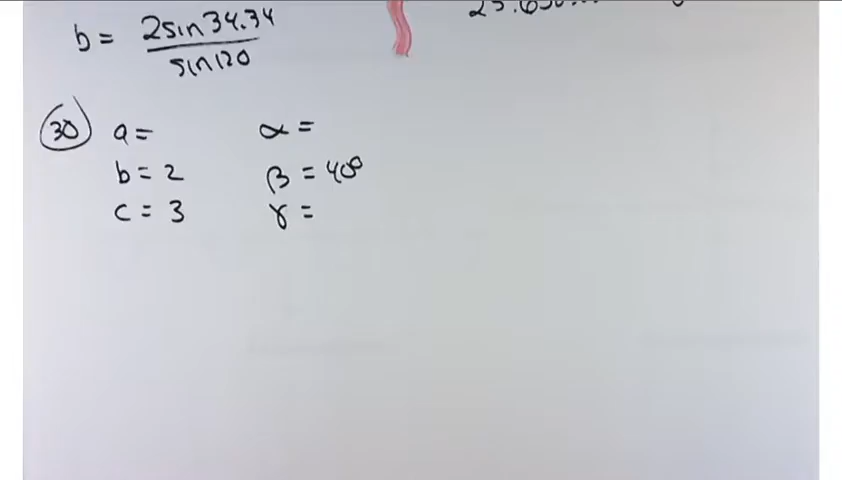 b = 2sin34.34 / sin120
30 a = α =
b = 2 β = 40°
c = 3 γ =